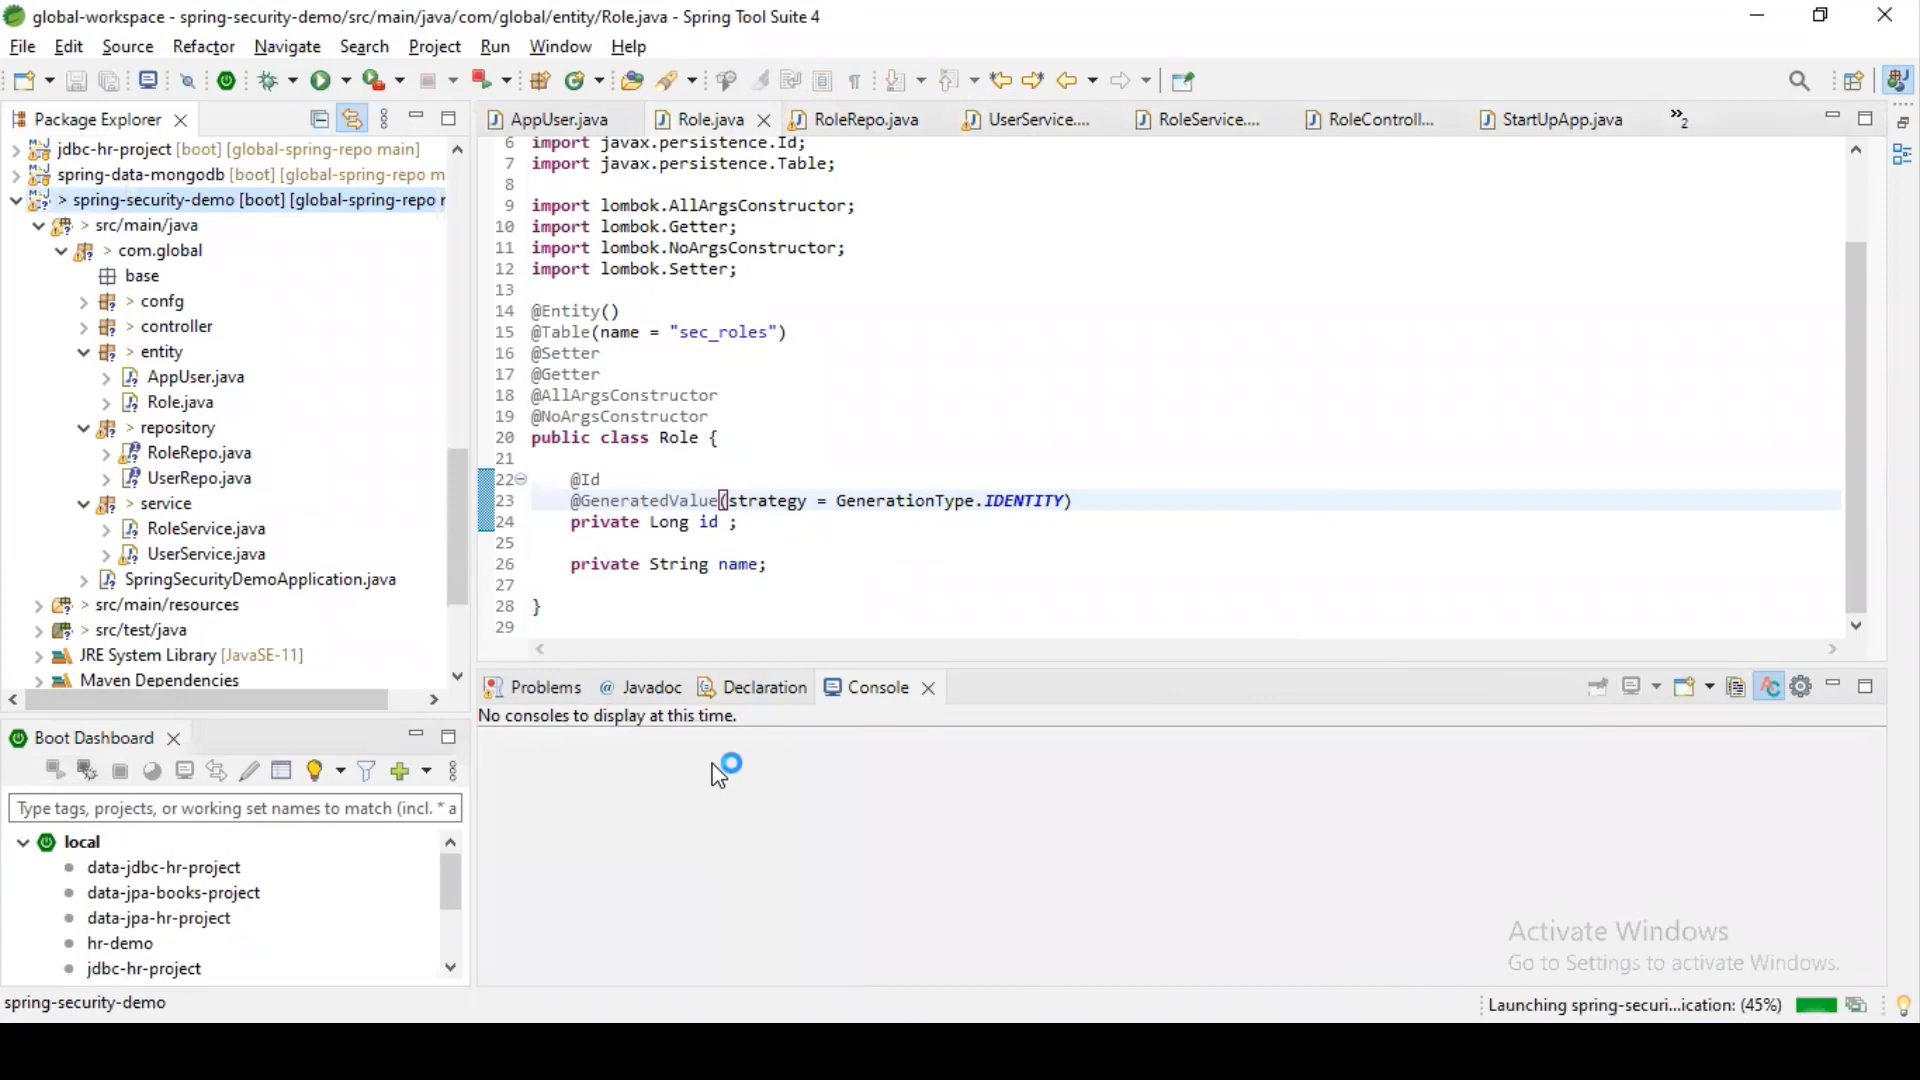 global-workspace - spring-security-demo/src/main/java/com/global/entity/Role.java - Spring Tool Suite 4
File Edit Source Refactor Navigate Search Project Run Window Help
Package Explorer
jdbc-hr-project [boot] [global-spring-repo main]
spring-data-mongodb [boot] [global-spring-repo m
> spring-security-demo [boot] [global-spring-repo r
> src/main/java
> com.global
base
> confg
> controller
> entity
AppUser.java
Role.java
> repository
RoleRepo.java
UserRepo.java
> service
RoleService.java
UserService.java
SpringSecurityDemoApplication.java
> src/main/resources
> src/test/java
JRE System Library [JavaSE-11]
Maven Dependencies
AppUser.java Role.java RoleRepo.java UserService.... RoleService.... RoleControll... StartUpApp.java »2
6 import javax.persistence.Id;
7 import javax.persistence.Table;
8
9 import lombok.AllArgsConstructor;
10 import lombok.Getter;
11 import lombok.NoArgsConstructor;
12 import lombok.Setter;
13
14 @Entity()
15 @Table(name = "sec_roles")
16 @Setter
17 @Getter
18 @AllArgsConstructor
19 @NoArgsConstructor
20 public class Role {
21
22 @Id
23 @GeneratedValue(strategy = GenerationType.IDENTITY)
24 private Long id ;
25
26 private String name;
27
28 }
29
Problems @ Javadoc Declaration Console
No consoles to display at this time.
Boot Dashboard
Type tags, projects, or working set names to match (incl. * a
local
data-jdbc-hr-project
data-jpa-books-project
data-jpa-hr-project
hr-demo
jdbc-hr-project
Activate Windows
Go to Settings to activate Windows.
spring-security-demo
Launching spring-securi...ication: (45%)